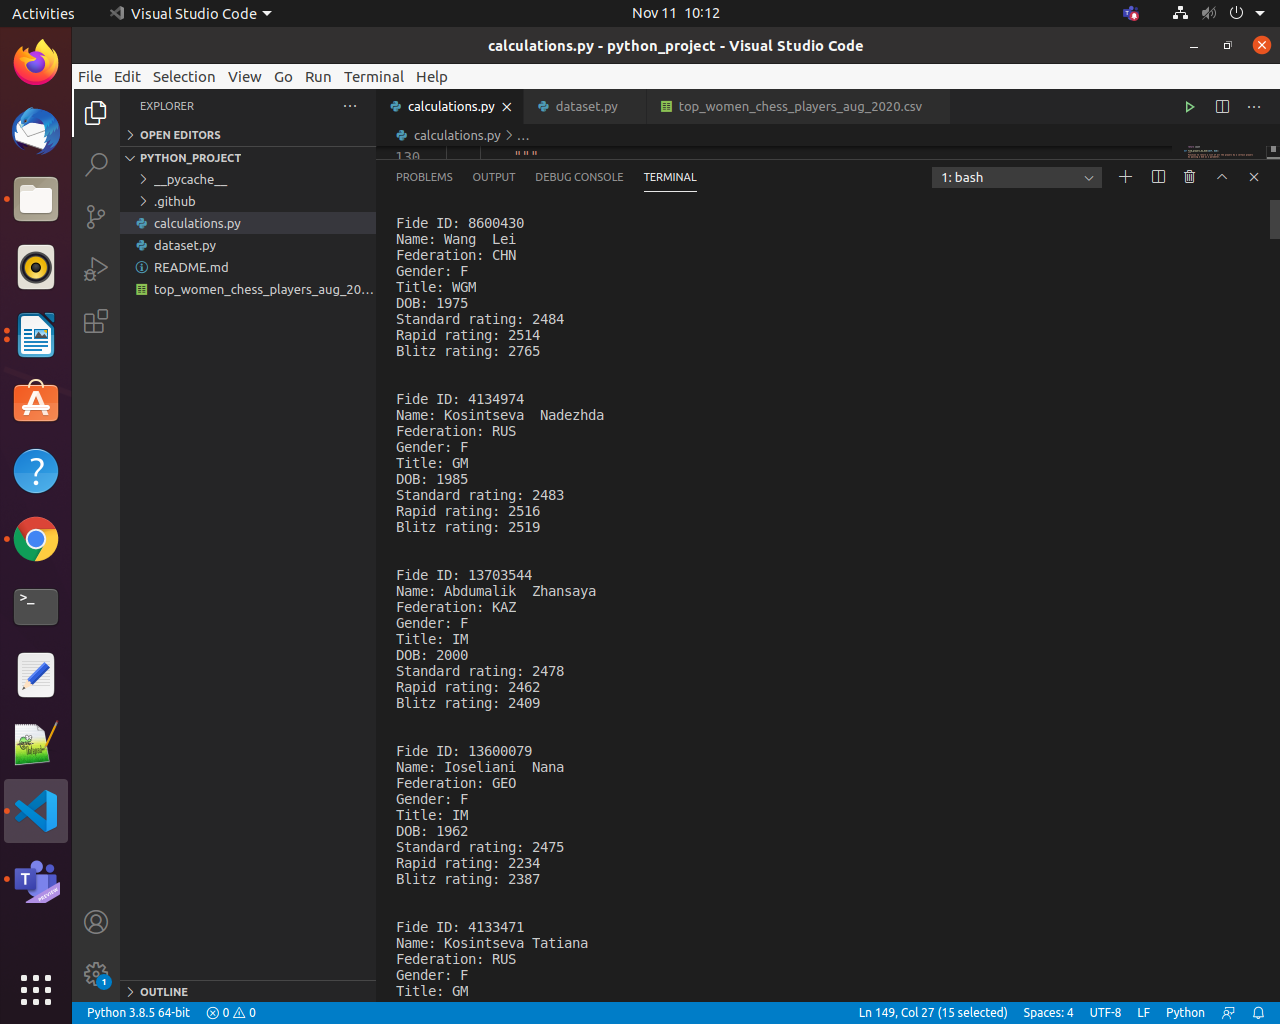 Activities
Visual Studio Code
Nov 11 10:12
calculations.py - python_project - Visual Studio Code
File Edit Selection View Go Run Terminal Help
EXPLORER
calculations.py
dataset.py
top_women_chess_players_aug_2020.csv
OPEN EDITORS
calculations.py > ...
PYTHON_PROJECT
130 """
__pycache__
.github
calculations.py
dataset.py
README.md
top_women_chess_players_aug_20...
PROBLEMS OUTPUT DEBUG CONSOLE TERMINAL
1: bash
Fide ID: 8600430
Name: Wang  Lei
Federation: CHN
Gender: F
Title: WGM
DOB: 1975
Standard rating: 2484
Rapid rating: 2514
Blitz rating: 2765
Fide ID: 4134974
Name: Kosintseva  Nadezhda
Federation: RUS
Gender: F
Title: GM
DOB: 1985
Standard rating: 2483
Rapid rating: 2516
Blitz rating: 2519
Fide ID: 13703544
Name: Abdumalik  Zhansaya
Federation: KAZ
Gender: F
Title: IM
DOB: 2000
Standard rating: 2478
Rapid rating: 2462
Blitz rating: 2409
Fide ID: 13600079
Name: Ioseliani  Nana
Federation: GEO
Gender: F
Title: IM
DOB: 1962
Standard rating: 2475
Rapid rating: 2234
Blitz rating: 2387
Fide ID: 4133471
Name: Kosintseva Tatiana
Federation: RUS
Gender: F
Title: GM
OUTLINE
1
Python 3.8.5 64-bit
0
0
Ln 149, Col 27 (15 selected)
Spaces: 4
UTF-8
LF
Python